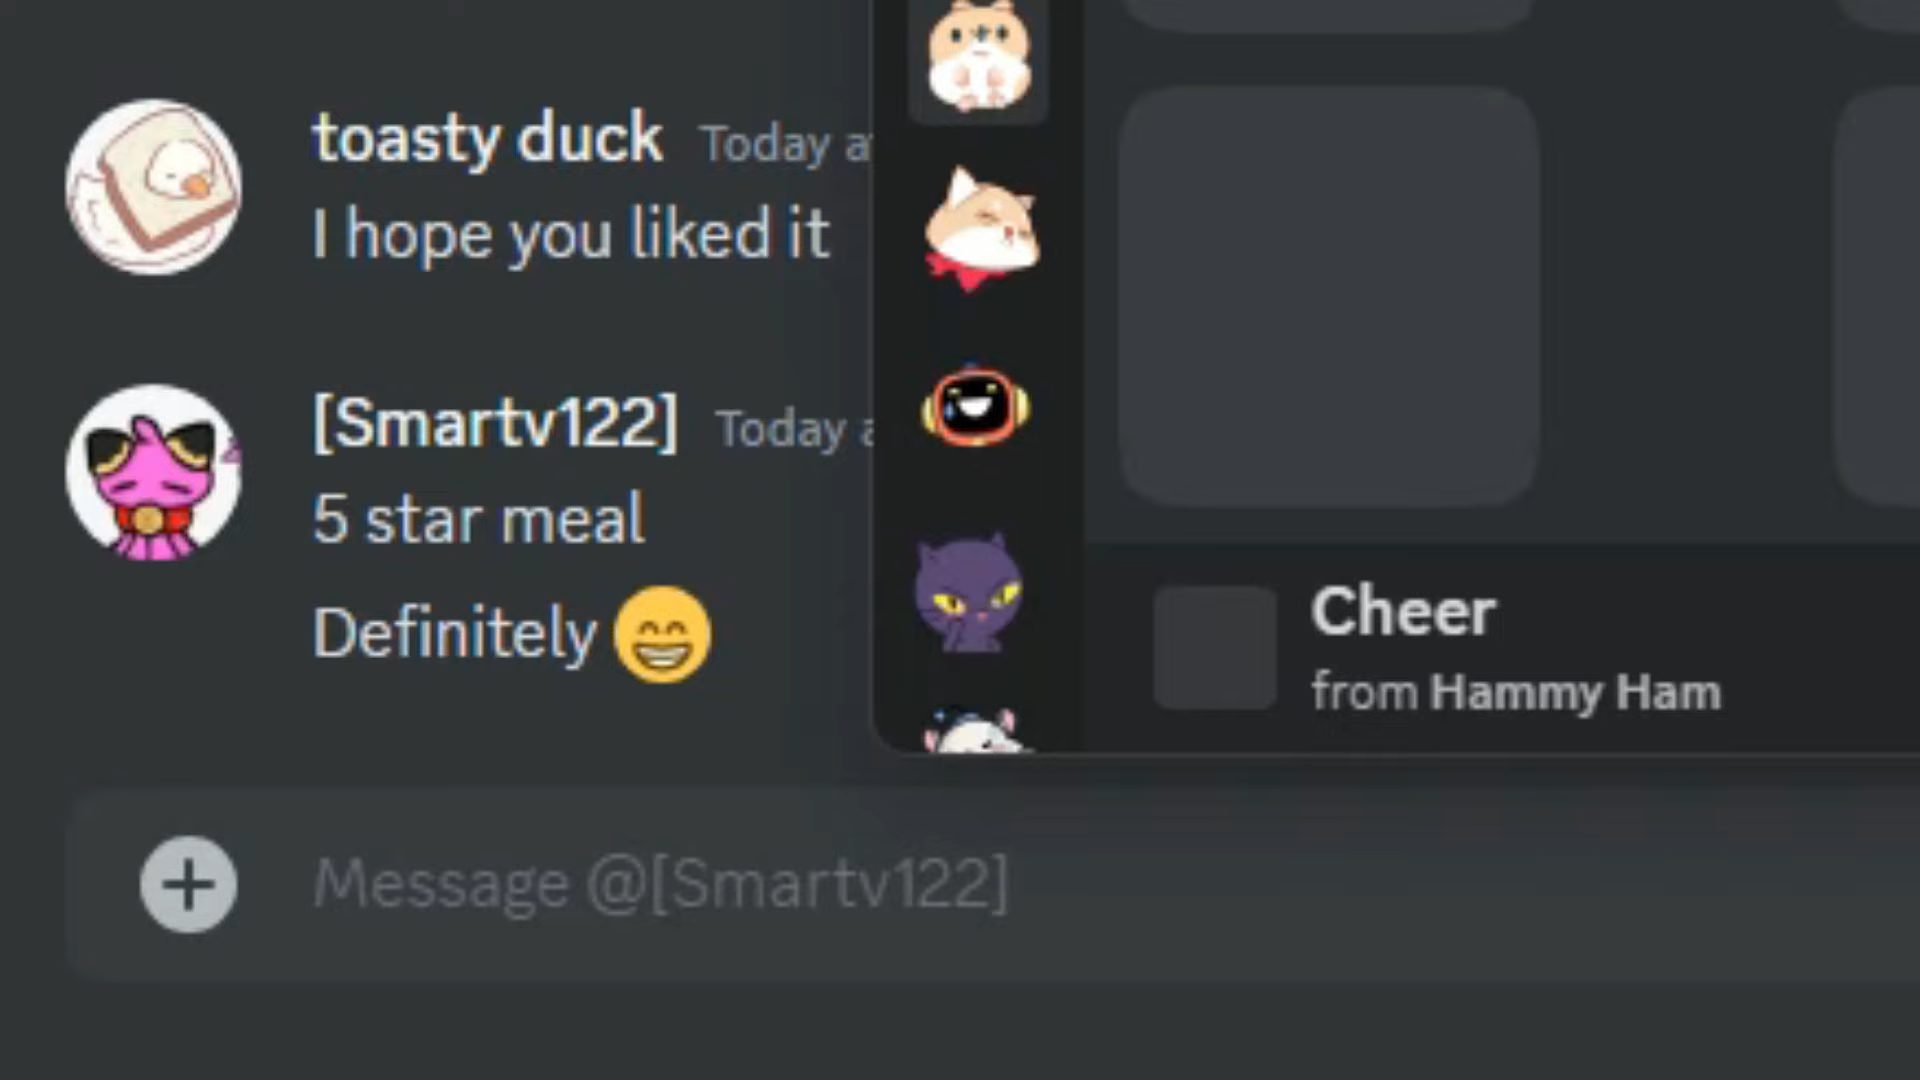 toasty duck Today a
I hope you liked it
[Smartv122] Today a
5 star meal
Definitely 😁
Cheer
from Hammy Ham
Message @[Smartv122]